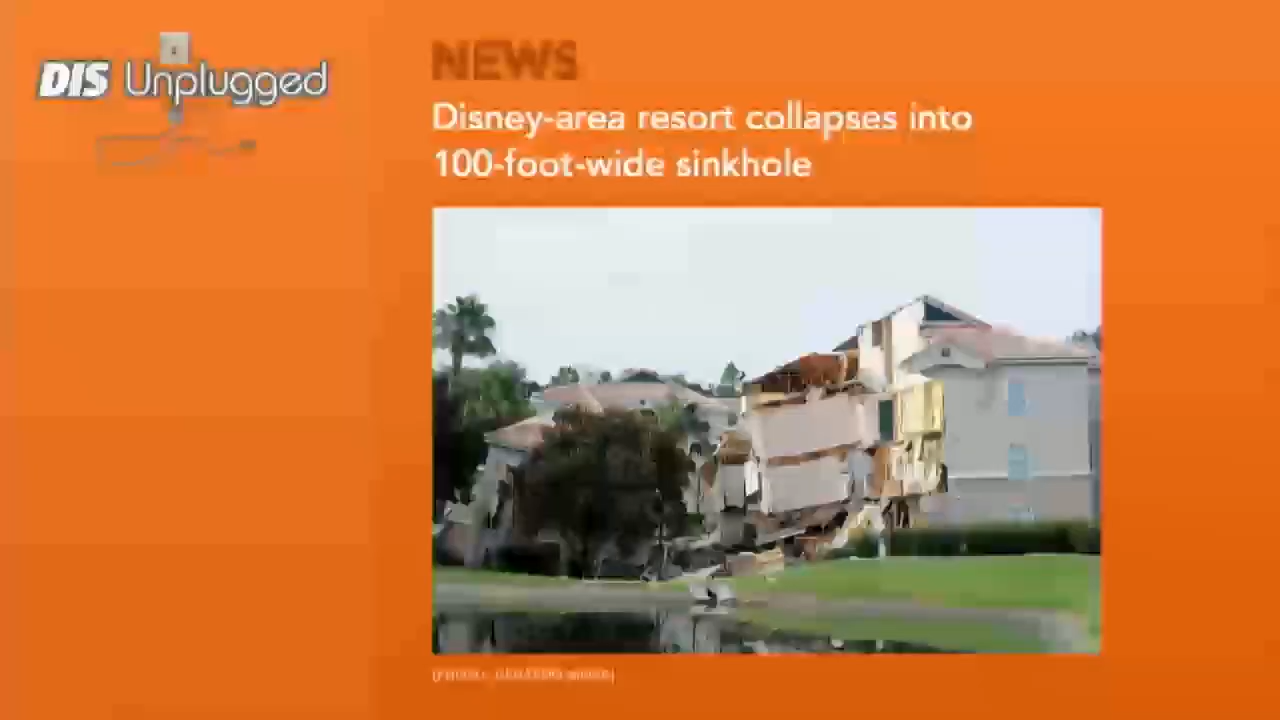 DIS Unplugged
NEWS
Disney-area resort collapses into
100-foot-wide sinkhole